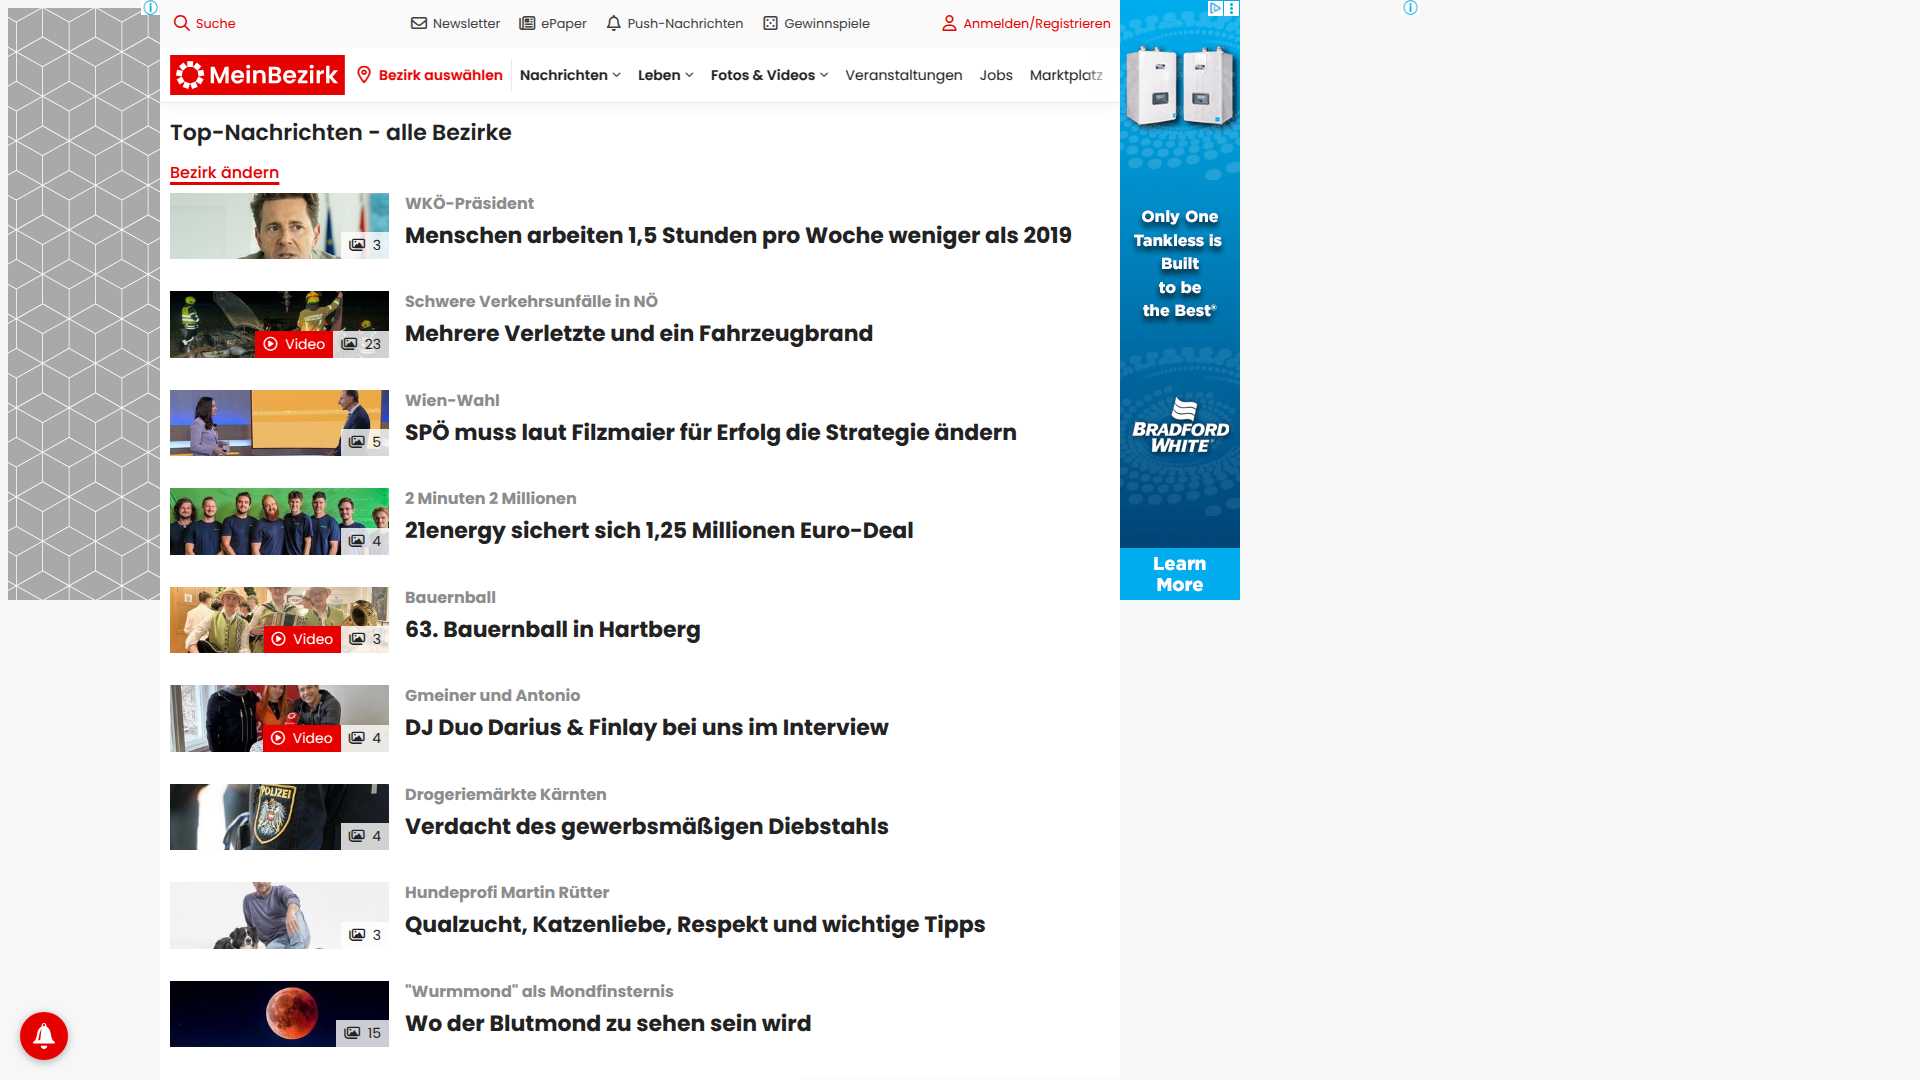 Suche
Newsletter
ePaper
Push-Nachrichten
Gewinnspiele
Anmelden/Registrieren
MeinBezirk
Bezirk auswählen
Nachrichten
Leben
Fotos & Videos
Veranstaltungen
Jobs
Marktplatz
Top-Nachrichten - alle Bezirke
Bezirk ändern
3
WKÖ-Präsident
Menschen arbeiten 1,5 Stunden pro Woche weniger als 2019
Video
23
Schwere Verkehrsunfälle in NÖ
Mehrere Verletzte und ein Fahrzeugbrand
5
Wien-Wahl
SPÖ muss laut Filzmaier für Erfolg die Strategie ändern
4
2 Minuten 2 Millionen
21energy sichert sich 1,25 Millionen Euro-Deal
Video
3
Bauernball
63. Bauernball in Hartberg
Video
4
Gmeiner und Antonio
DJ Duo Darius & Finlay bei uns im Interview
POLIZEI
4
Drogeriemärkte Kärnten
Verdacht des gewerbsmäßigen Diebstahls
3
Hundeprofi Martin Rütter
Qualzucht, Katzenliebe, Respekt und wichtige Tipps
15
"Wurmmond" als Mondfinsternis
Wo der Blutmond zu sehen sein wird
Only One
Tankless is
Built
to be
the Best®
BRADFORD
WHITE
Learn
More